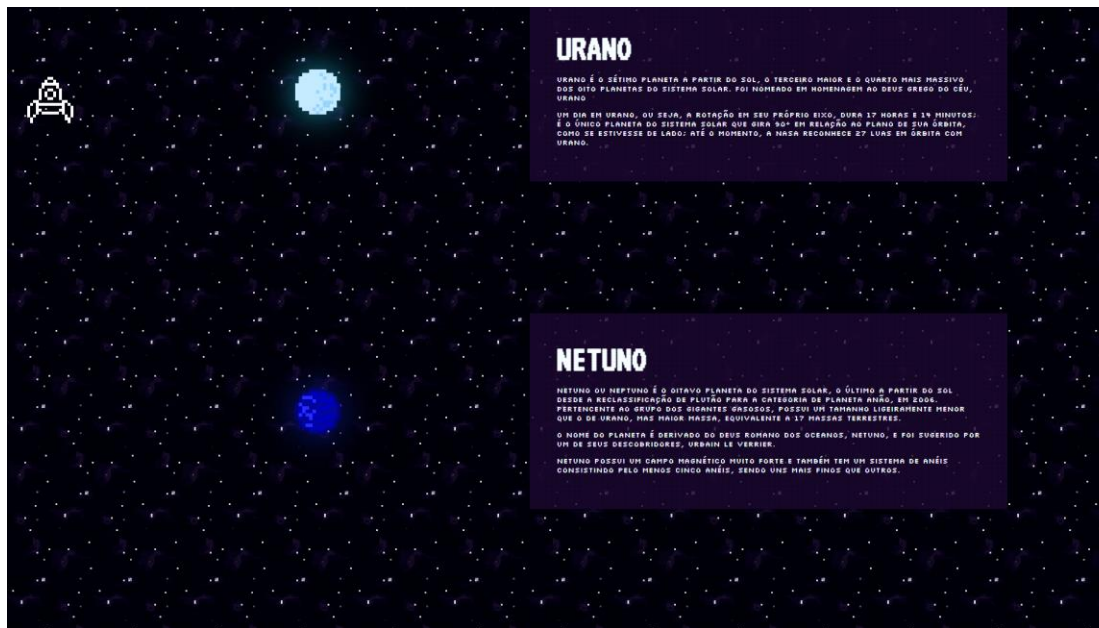 URANO
URANO É O SÉTIMO PLANETA A PARTIR DO SOL, O TERCEIRO MAIOR E O QUARTO MAIS MASSIVO
DOS OITO PLANETAS DO SISTEMA SOLAR. FOI NOMEADO EM HOMENAGEM AO DEUS GREGO DO CÉU,
URANO
UM DIA EM URANO, OU SEJA, A ROTAÇÃO EM SEU PRÓPRIO EIXO, DURA 17 HORAS E 14 MINUTOS;
É O ÚNICO PLANETA DO SISTEMA SOLAR QUE GIRA 90° EM RELAÇÃO AO PLANO DE SUA ÓRBITA,
COMO SE ESTIVESSE DE LADO; ATÉ O MOMENTO, A NASA RECONHECE 27 LUAS EM ÓRBITA COM
URANO.
NETUNO
NETUNO OU NEPTUNO É O OITAVO PLANETA DO SISTEMA SOLAR, O ÚLTIMO A PARTIR DO SOL
DESDE A RECLASSIFICAÇÃO DE PLUTÃO PARA A CATEGORIA DE PLANETA ANÃO, EM 2006.
PERTENCENTE AO GRUPO DOS GIGANTES GASOSOS, POSSUI UM TAMANHO LIGEIRAMENTE MENOR
QUE O DE URANO, MAS MAIOR MASSA, EQUIVALENTE A 17 MASSAS TERRESTRES.
O NOME DO PLANETA É DERIVADO DO DEUS ROMANO DOS OCEANOS, NETUNO, E FOI SUGERIDO POR
UM DE SEUS DESCOBRIDORES, URBAIN LE VERRIER.
NETUNO POSSUI UM CAMPO MAGNÉTICO MUITO FORTE E TAMBÉM TEM UM SISTEMA DE ANÉIS
CONSISTINDO PELO MENOS CINCO ANÉIS, SENDO UNS MAIS FINOS QUE OUTROS.